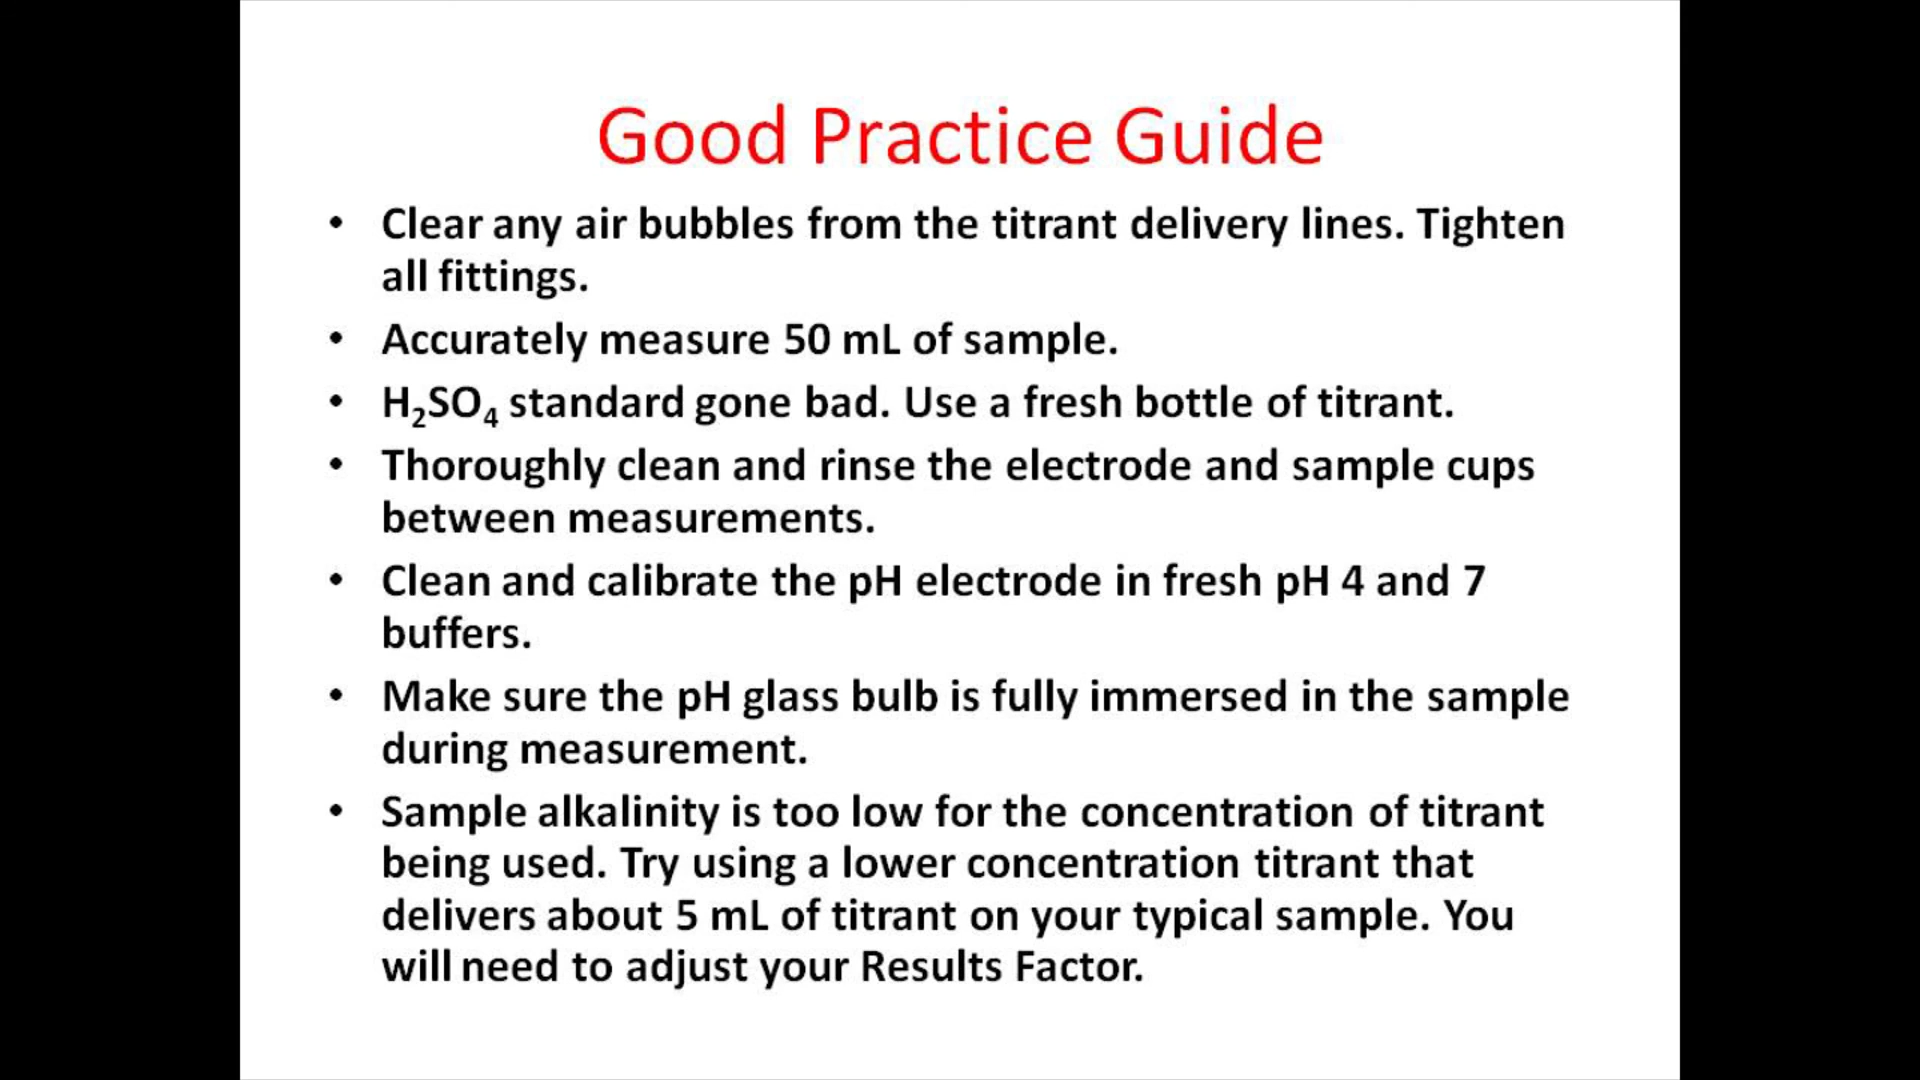 Good Practice Guide
• Clear any air bubbles from the titrant delivery lines. Tighten
all fittings.
• Accurately measure 50 mL of sample.
• H₂SO₄ standard gone bad. Use a fresh bottle of titrant.
• Thoroughly clean and rinse the electrode and sample cups
between measurements.
• Clean and calibrate the pH electrode in fresh pH 4 and 7
buffers.
• Make sure the pH glass bulb is fully immersed in the sample
during measurement.
• Sample alkalinity is too low for the concentration of titrant
being used. Try using a lower concentration titrant that
delivers about 5 mL of titrant on your typical sample. You
will need to adjust your Results Factor.